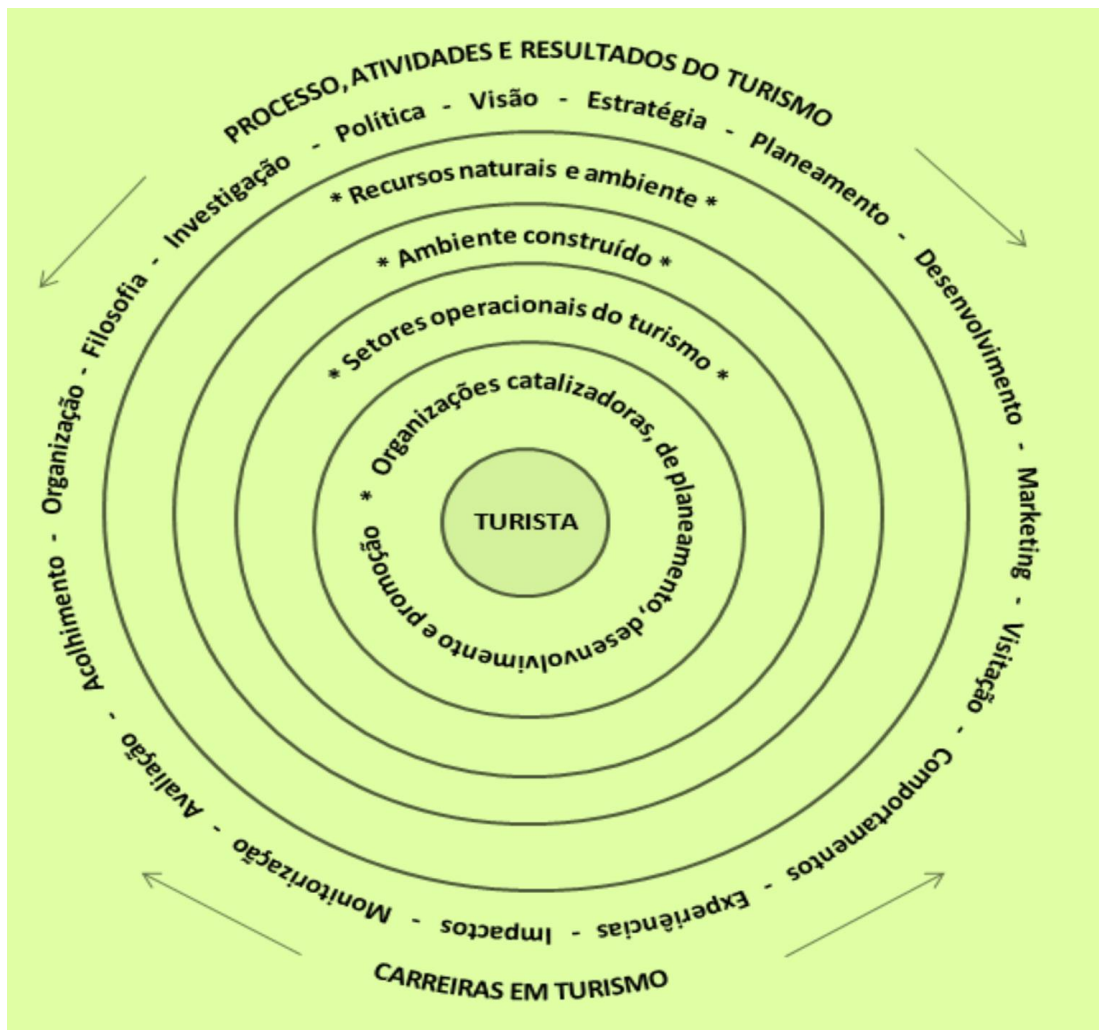 PROCESSO, ATIVIDADES E RESULTADOS DO TURISMO
Organização - Filosofia - Investigação - Política - Visão - Estratégia - Planeamento - Desenvolvimento - Marketing - Visitação - Comportamentos - Experiências - Impactos - Monitorização - Avaliação - Acolhimento -
* Recursos naturais e ambiente *
* Ambiente construído *
* Setores operacionais do turismo *
* Organizações catalizadoras, de planeamento, desenvolvimento e promoção
TURISTA
CARREIRAS EM TURISMO